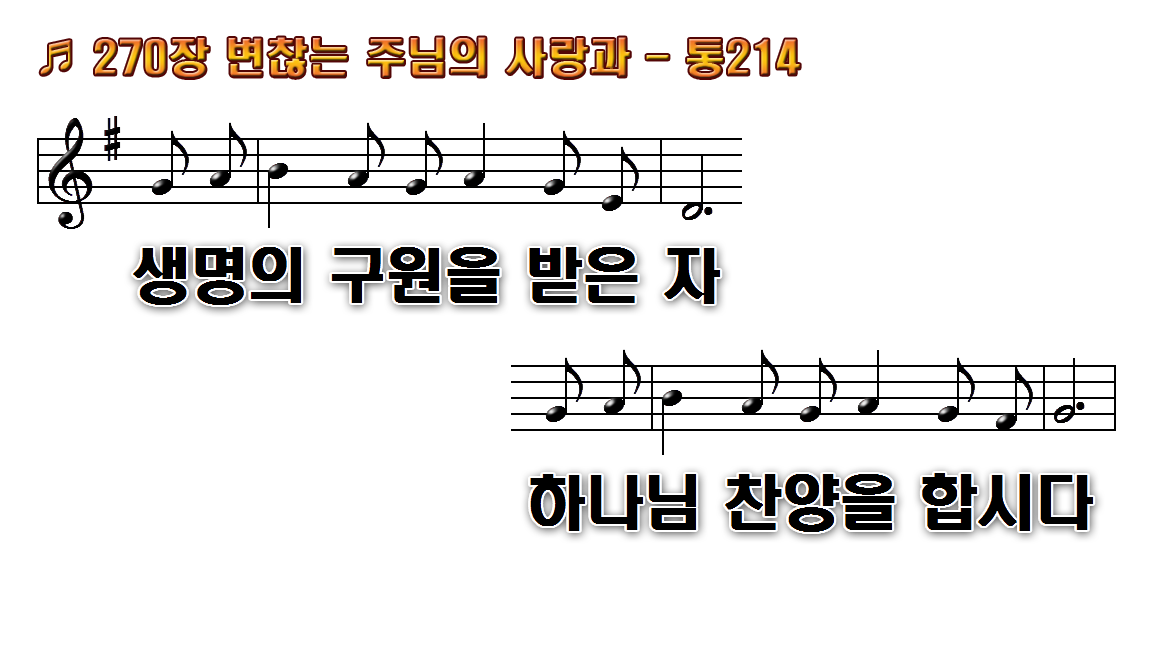 ♬ 270장 변찮는 주님의 사랑과 - 통214
생명의 구원을 받은 자
하나님 찬양을 합시다